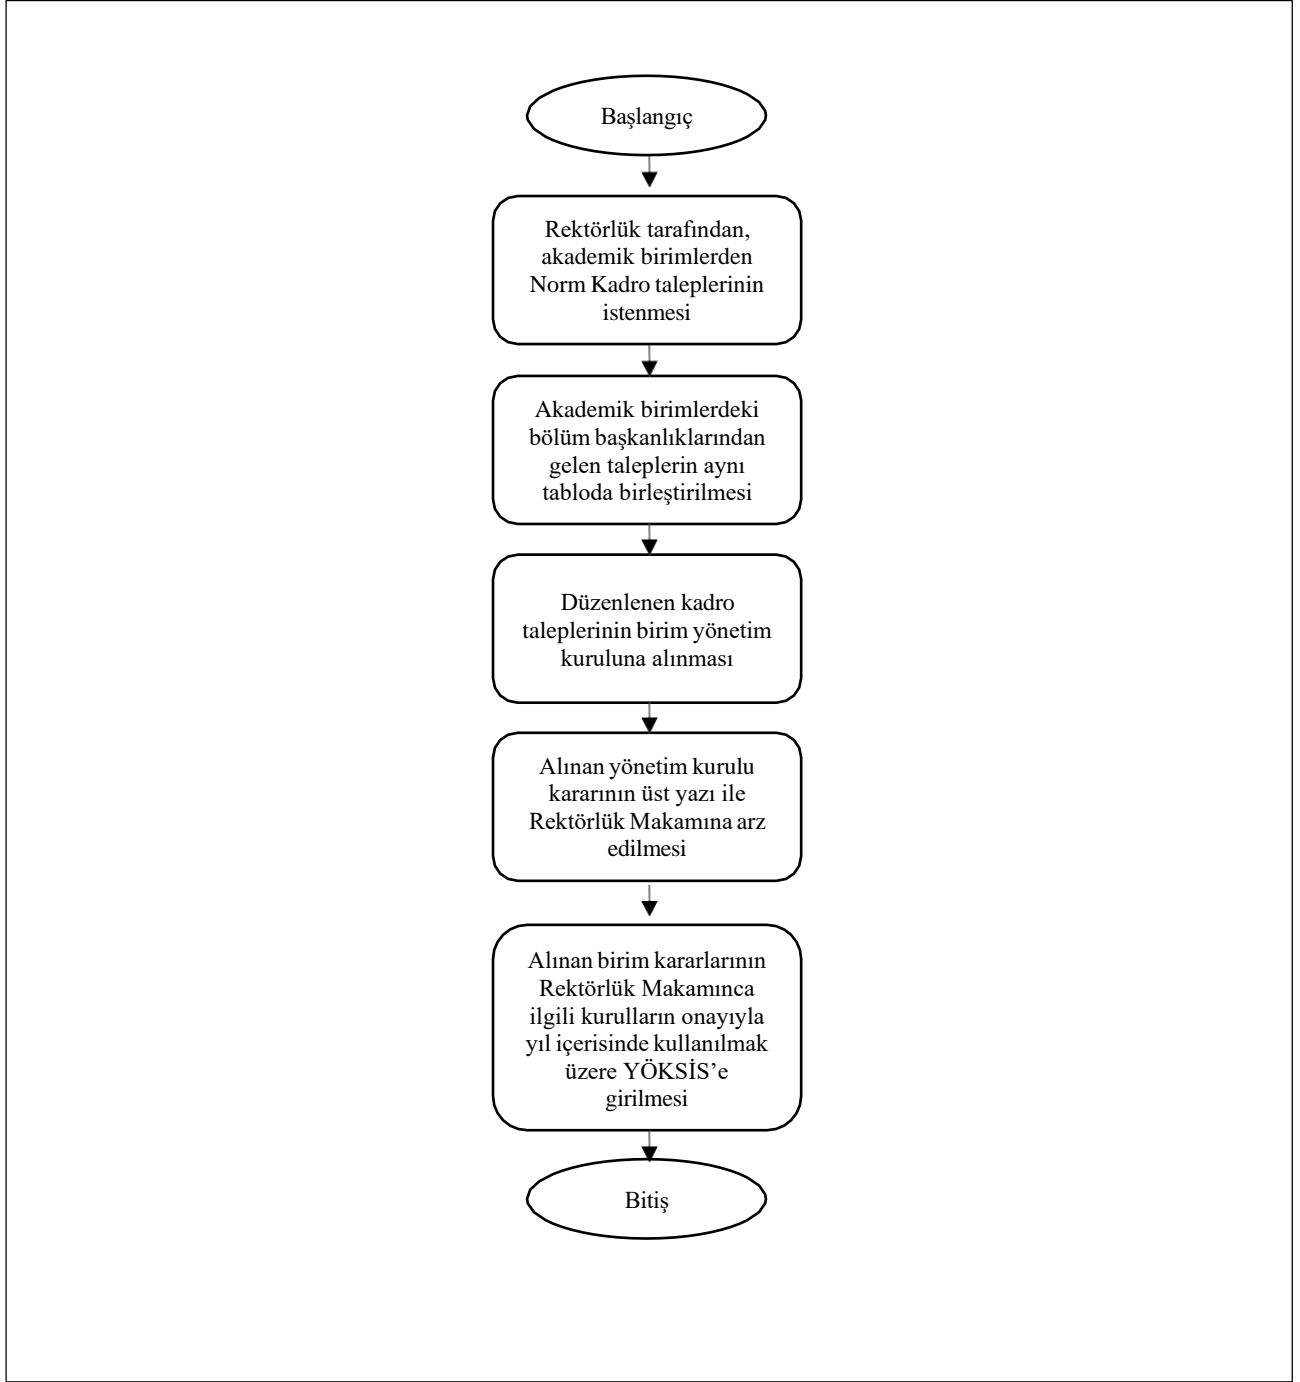 Başlangıç
Rektörlük tarafından,
akademik birimlerden
Norm Kadro taleplerinin
istenmesi
Akademik birimlerdeki
bölüm başkanlıklarından
gelen taleplerin aynı
tabloda birleştirilmesi
Düzenlenen kadro
taleplerinin birim yönetim
kuruluna alınması
Alınan yönetim kurulu
kararının üst yazı ile
Rektörlük Makamına arz
edilmesi
Alınan birim kararlarının
Rektörlük Makamınca
ilgili kurulların onayıyla
yıl içerisinde kullanılmak
üzere YÖKSİS’e
girilmesi
Bitiş